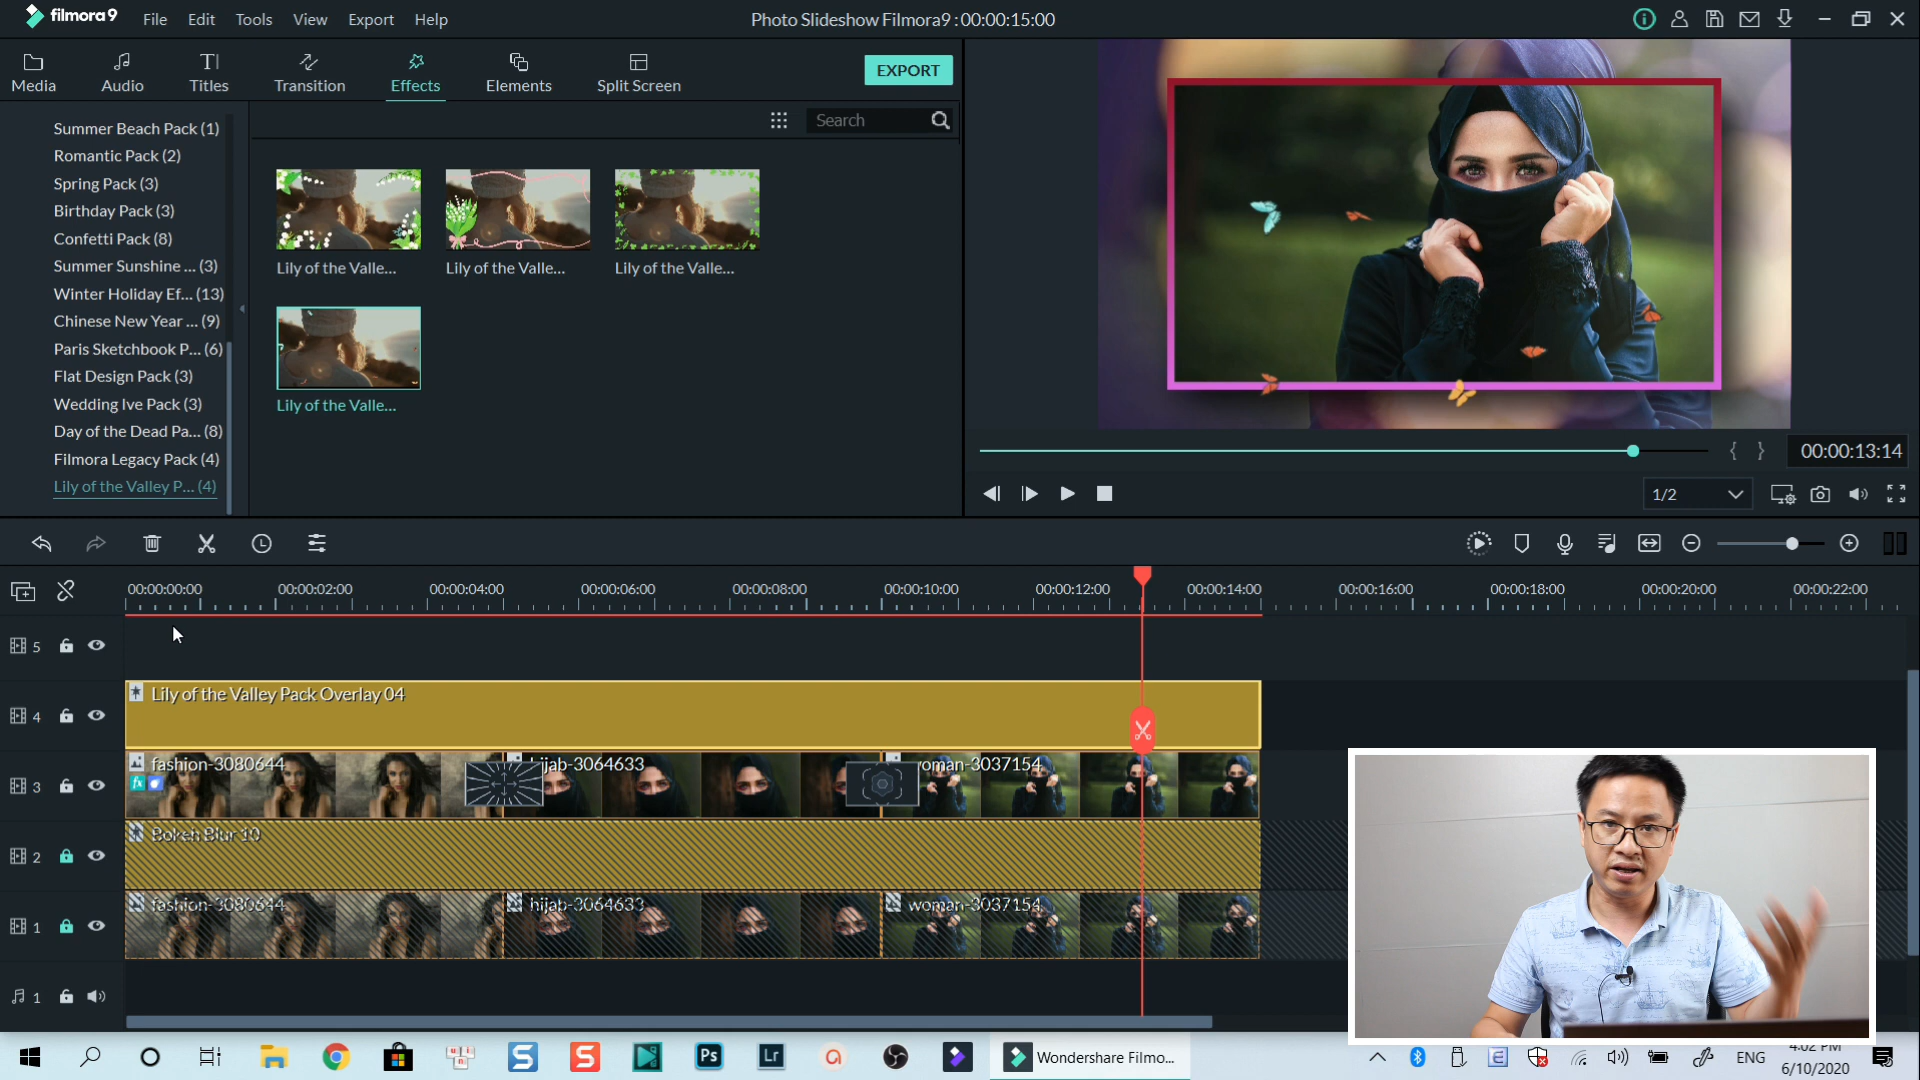 filmora9
File Edit Tools View Export Help
Photo Slideshow Filmora9 : 00:00:15:00
Media Audio Titles Transition Effects Elements Split Screen
EXPORT
Search
Summer Beach Pack (1)
Romantic Pack (2)
Spring Pack (3)
Birthday Pack (3)
Confetti Pack (8)
Summer Sunshine ... (3)
Winter Holiday Ef... (13)
Chinese New Year ... (9)
Paris Sketchbook P... (6)
Flat Design Pack (3)
Wedding Ive Pack (3)
Day of the Dead Pa... (8)
Filmora Legacy Pack (4)
Lily of the Valley P... (4)
Lily of the Valle... Lily of the Valle... Lily of the Valle...
Lily of the Valle...
{ } 00:00:13:14
1/2
00:00:00:00 00:00:02:00 00:00:04:00 00:00:06:00 00:00:08:00 00:00:10:00 00:00:12:00 00:00:14:00 00:00:16:00 00:00:18:00 00:00:20:00 00:00:22:00
5
4 Lily of the Valley Pack Overlay 04
3 fashion-3080644 hijab-3064633 woman-3037154
fx
2 Bokeh Blur 10
1 fashion-3080644 hijab-3064633 woman-3037154
1
S S Ps Lr a Wondershare Filmo... ENG 4:02 PM
6/10/2020